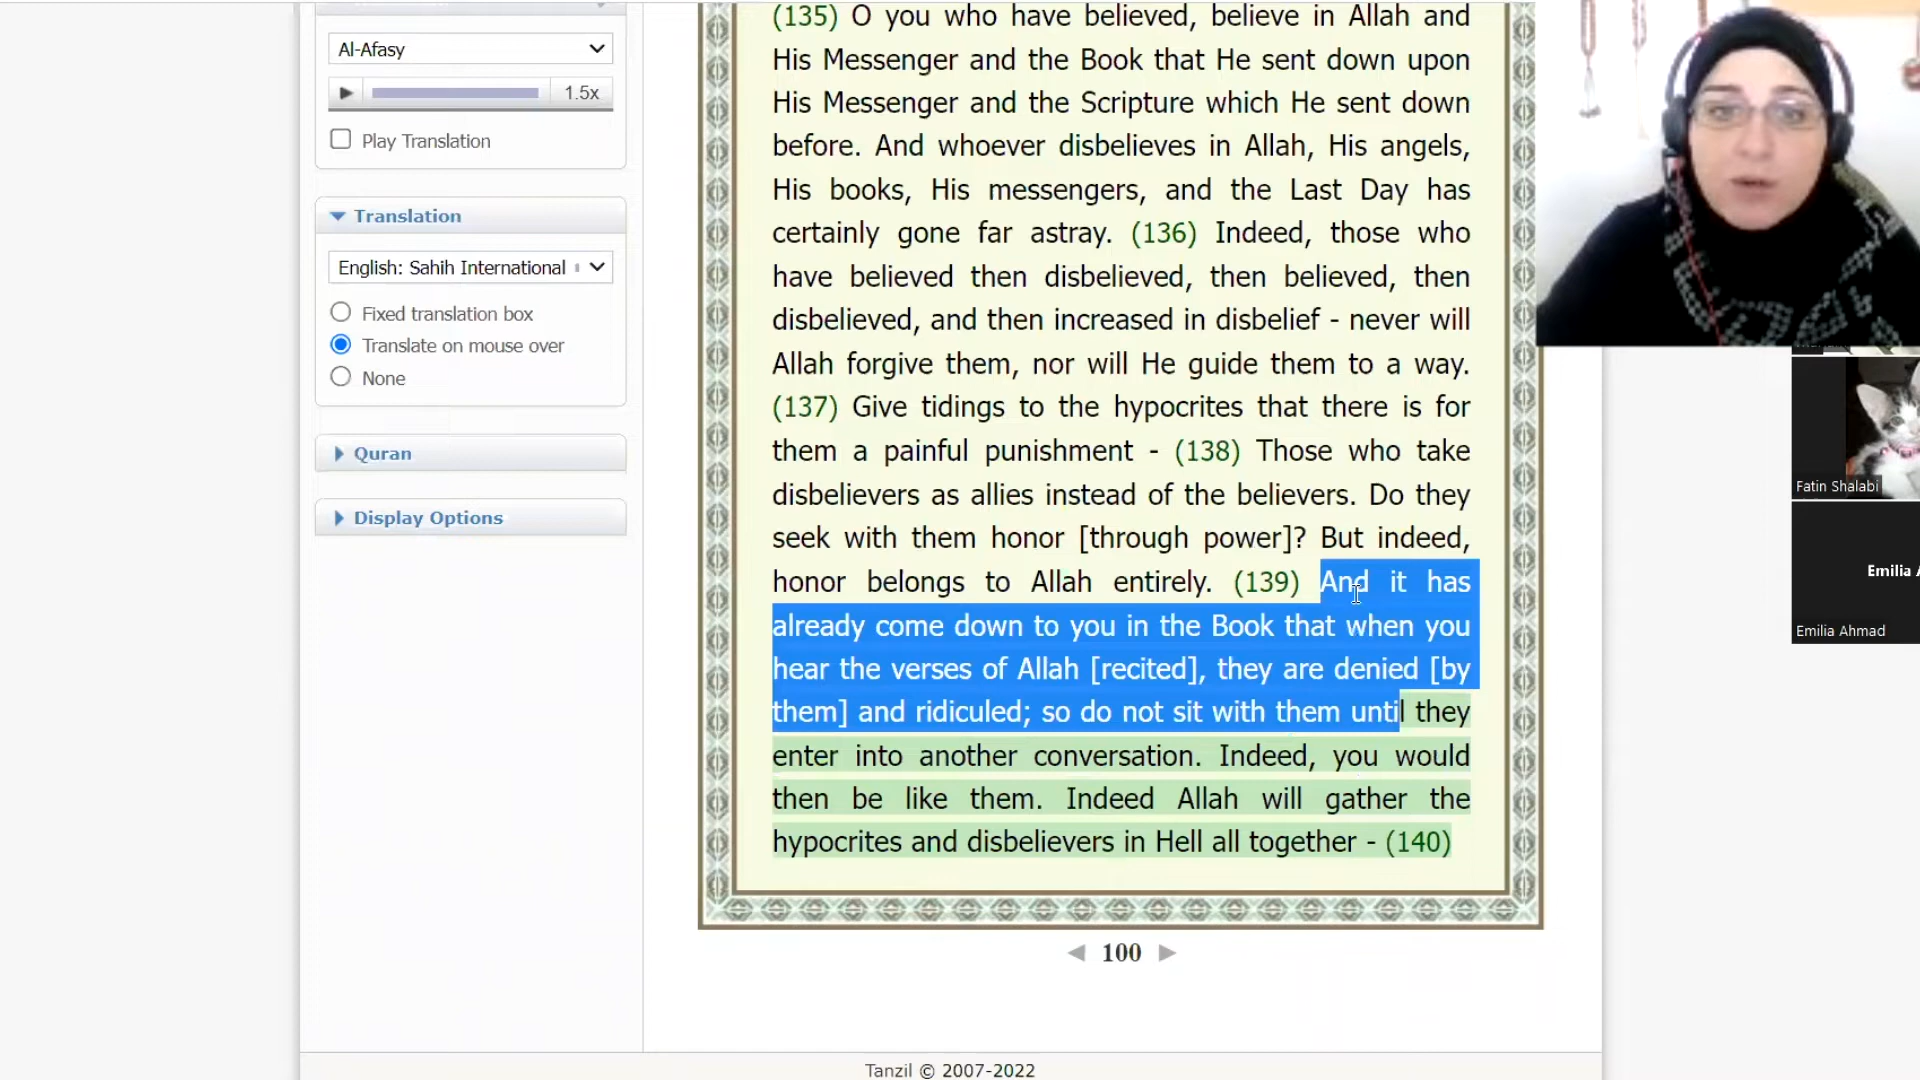 Al-Afasy
1.5x
Play Translation
Translation
English: Sahih International
Fixed translation box
Translate on mouse over
None
Quran
Display Options
(135) O you who have believed, believe in Allah and
His Messenger and the Book that He sent down upon
His Messenger and the Scripture which He sent down
before. And whoever disbelieves in Allah, His angels,
His books, His messengers, and the Last Day has
certainly gone far astray. (136) Indeed, those who
have believed then disbelieved, then believed, then
disbelieved, and then increased in disbelief - never will
Allah forgive them, nor will He guide them to a way.
(137) Give tidings to the hypocrites that there is for
them a painful punishment - (138) Those who take
disbelievers as allies instead of the believers. Do they
seek with them honor [through power]? But indeed,
honor belongs to Allah entirely. (139) And it has
already come down to you in the Book that when you
hear the verses of Allah [recited], they are denied [by
them] and ridiculed; so do not sit with them until they
enter into another conversation. Indeed, you would
then be like them. Indeed Allah will gather the
hypocrites and disbelievers in Hell all together - (140)
100
Tanzil © 2007-2022
Fatin Shalabi
Emilia A
Emilia Ahmad